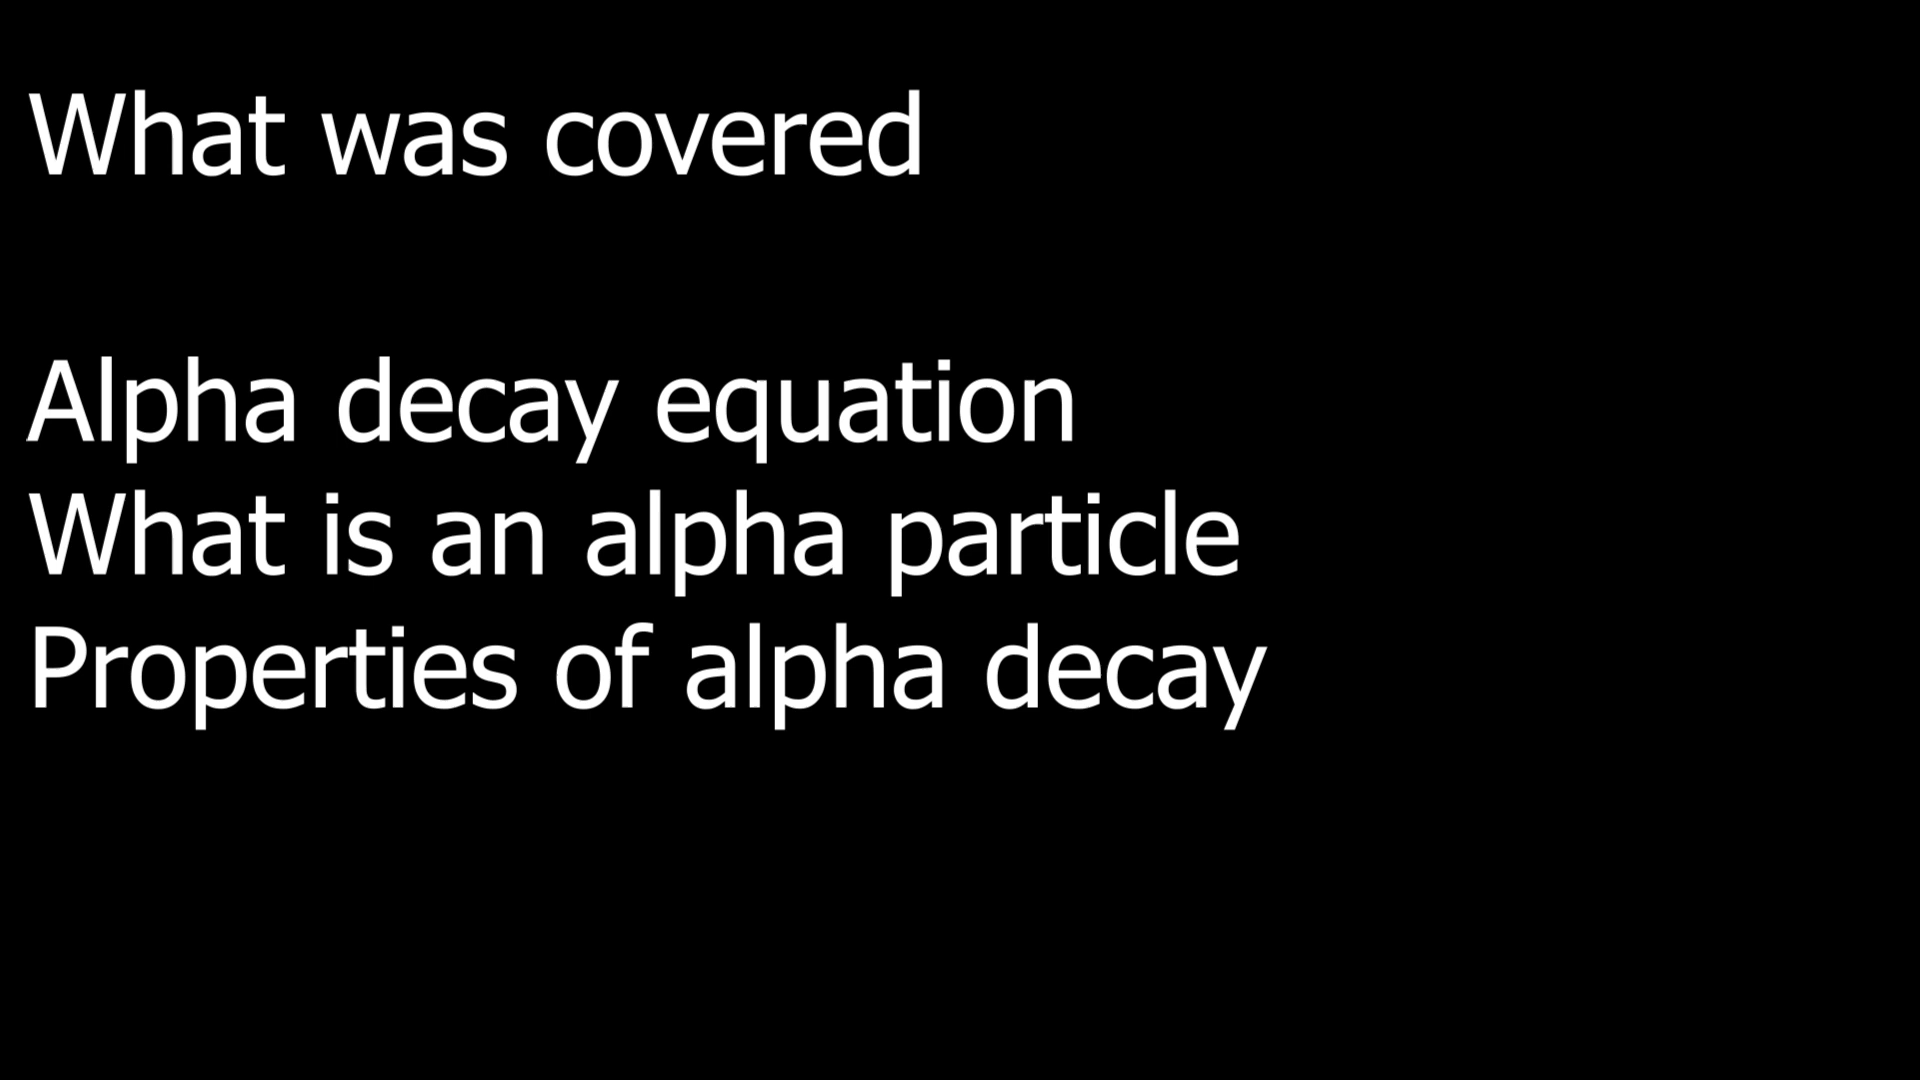 What was covered
Alpha decay equation
What is an alpha particle
Properties of alpha decay